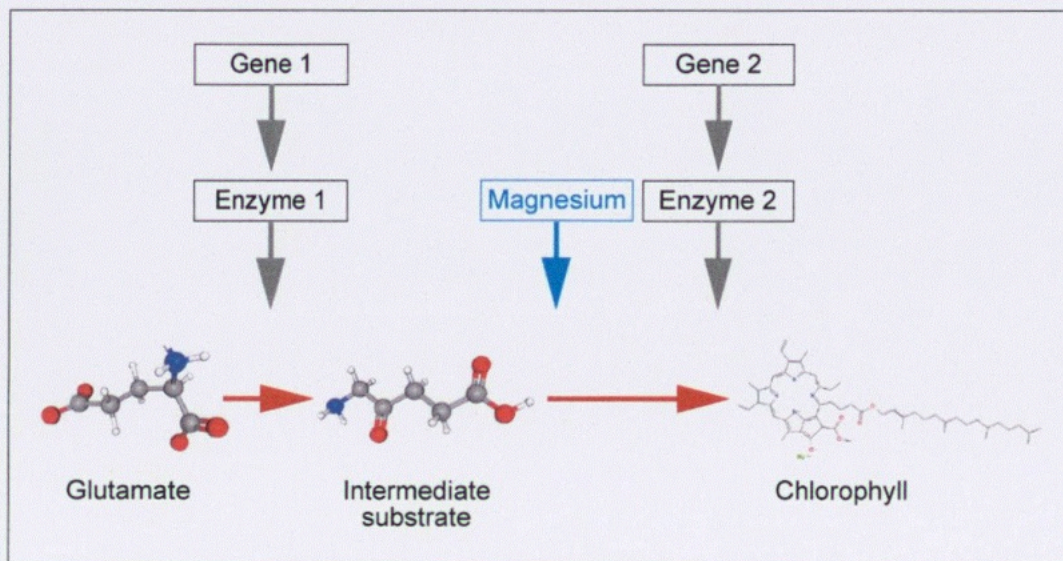 Gene 1
Gene 2
Enzyme 1
Magnesium
Enzyme 2
Glutamate
Intermediate
substrate
Chlorophyll